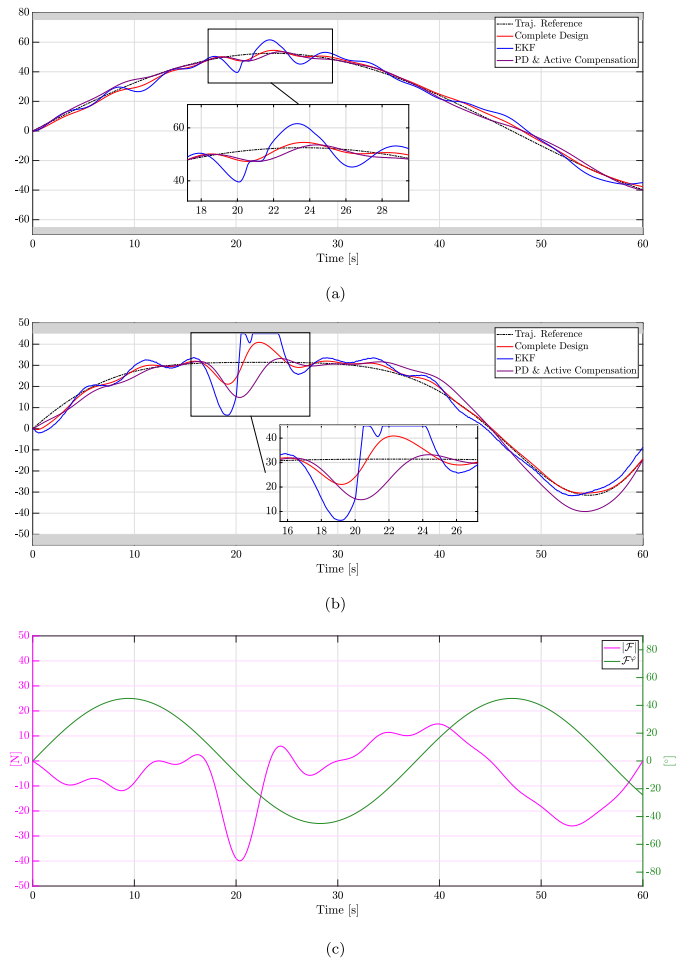 80
60
40
20
0
-20
-40
-60
Traj. Reference
Complete Design
EKF
PD & Active Compensation
60
40
18 20 22 24 26 28
0 10 20 30 40 50 60
Time [s]
(a)
50
40
30
20
10
0
-10
-20
-30
-40
-50
Traj. Reference
Complete Design
EKF
PD & Active Compensation
40
30
20
10
16 18 20 22 24 26
0 10 20 30 40 50 60
Time [s]
(b)
50
40
30
20
10
0
-10
-20
-30
-40
-50
[N]
|ℱ|
ℱᵠ
80
60
40
20
0
-20
-40
-60
-80
[°]
0 10 20 30 40 50 60
Time [s]
(c)